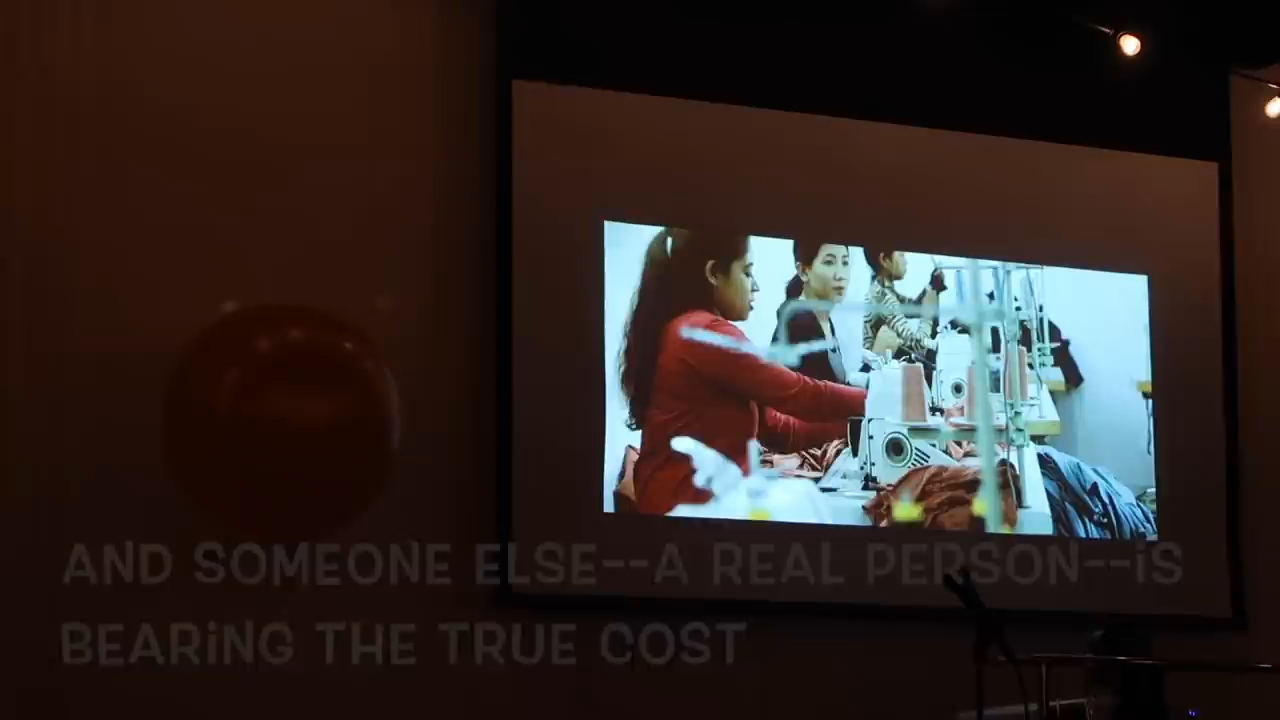 AND SOMEONE ELSE--A REAL PERSON--iS
BEARiNG THE TRUE COST